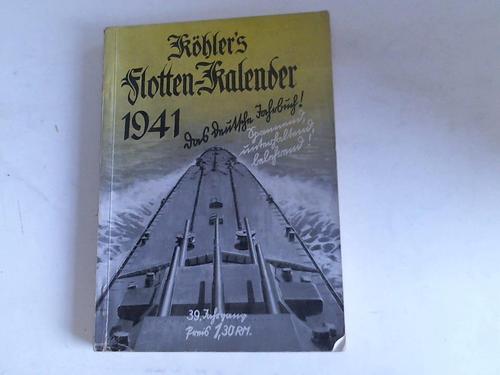 Köhler's
Flotten-Kalender
1941
das deutsche Jahrbuch!
Spannend,
unterhaltend,
belehrend!
39. Jahrgang
Preis 1,30 RM.